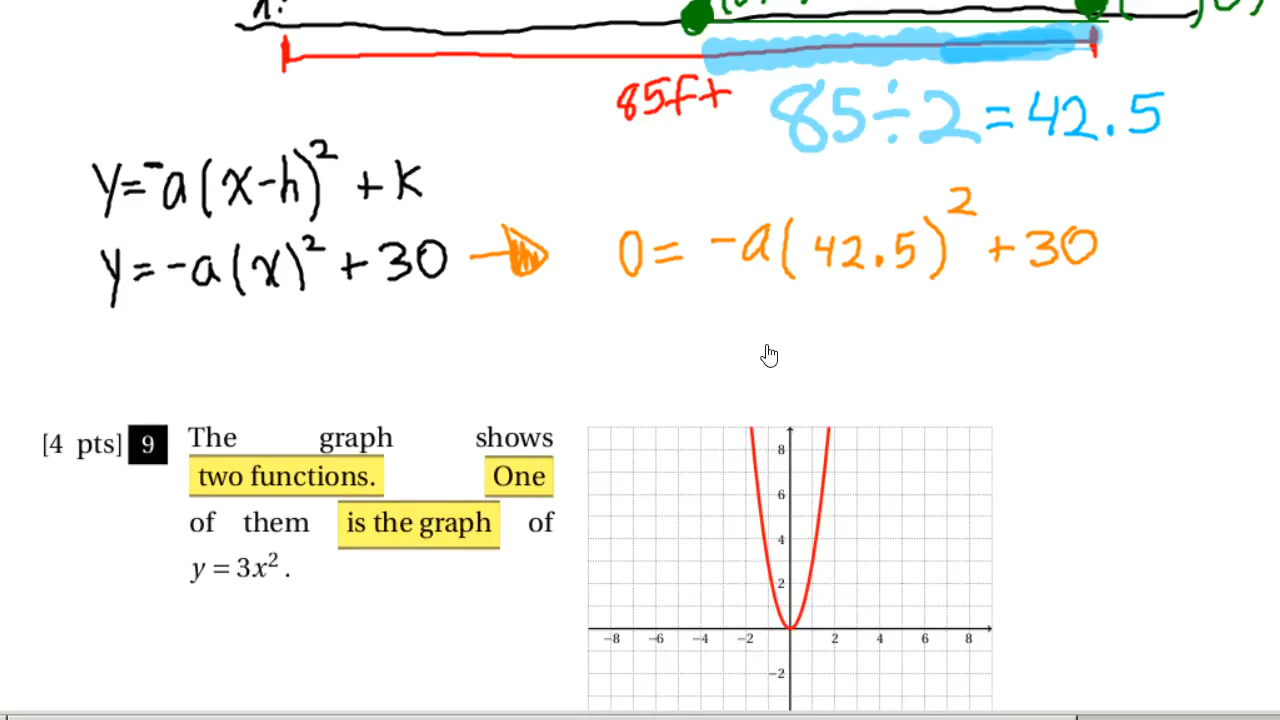 85ft
85÷2 = 42.5
y=-a(x-h)² + k
y=-a(x)² + 30
0= -a(42.5)² + 30
[4 pts] 9 The graph shows
two functions. One
of them is the graph of
y = 3x².
8
6
4
2
−8 −6 −4 −2 2 4 6 8
−2